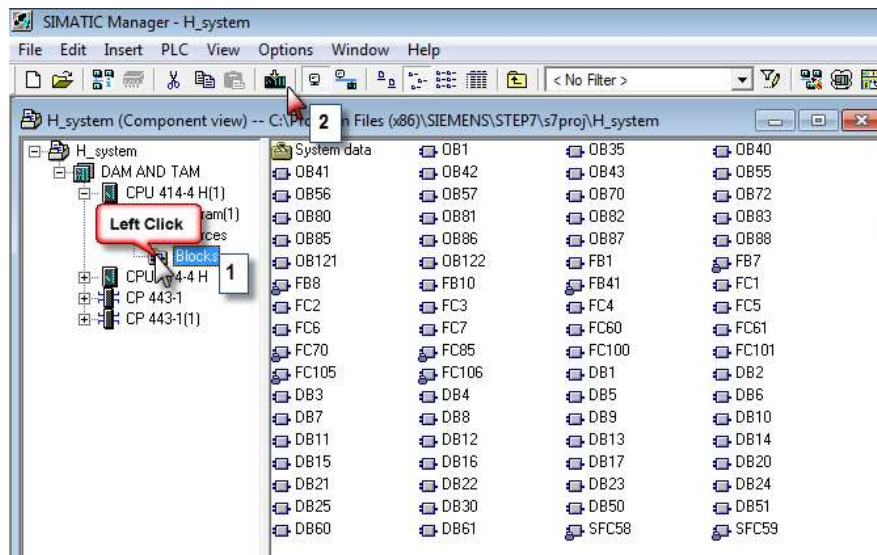 SIMATIC Manager - H_system
File Edit Insert PLC View Options Window Help
< No Filter >
2
H_system (Component view) -- C:\Pro n Files (x86)\SIEMENS\STEP7\s7proj\H_system
H_system
DAM AND TAM
CPU 414-4 H(1)
ram(1)
Left Click
rces
Blocks
1
CPU 4-4 H
CP 443-1
CP 443-1(1)
System data OB1 OB35 OB40
OB41 OB42 OB43 OB55
OB56 OB57 OB70 OB72
OB80 OB81 OB82 OB83
OB85 OB86 OB87 OB88
OB121 OB122 FB1 FB7
FB8 FB10 FB41 FC1
FC2 FC3 FC4 FC5
FC6 FC7 FC60 FC61
FC70 FC85 FC100 FC101
FC105 FC106 DB1 DB2
DB3 DB4 DB5 DB6
DB7 DB8 DB9 DB10
DB11 DB12 DB13 DB14
DB15 DB16 DB17 DB20
DB21 DB22 DB23 DB24
DB25 DB30 DB50 DB51
DB60 DB61 SFC58 SFC59